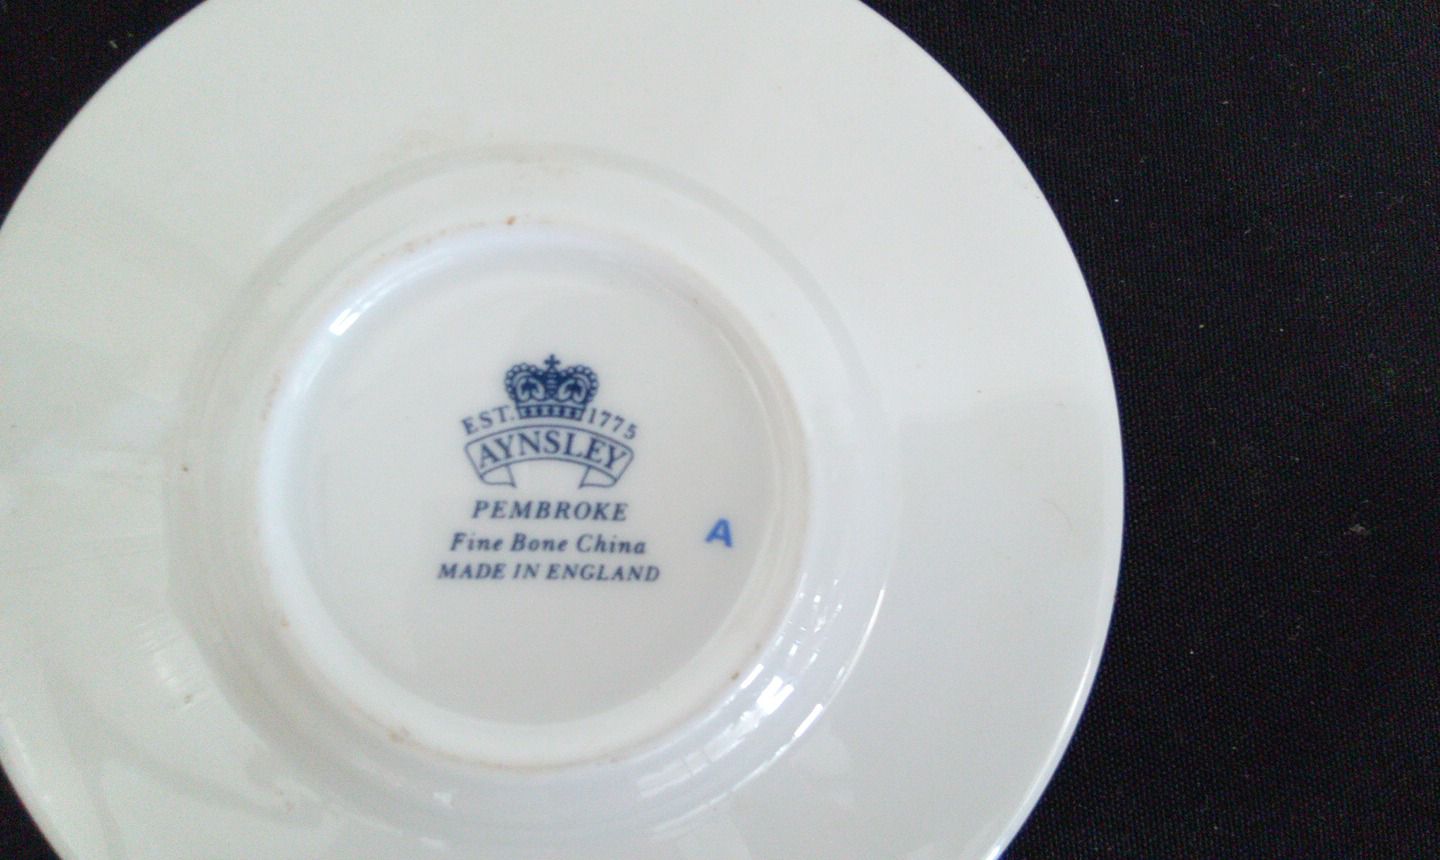 EST. 1775
AYNSLEY
PEMBROKE
Fine Bone China
MADE IN ENGLAND
A